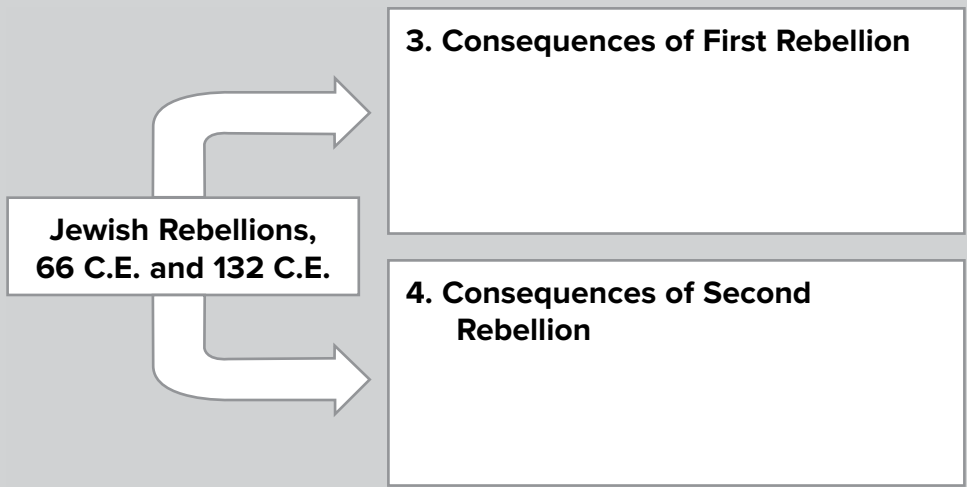 3. Consequences of First Rebellion
Jewish Rebellions,
66 C.E. and 132 C.E.
4. Consequences of Second
Rebellion